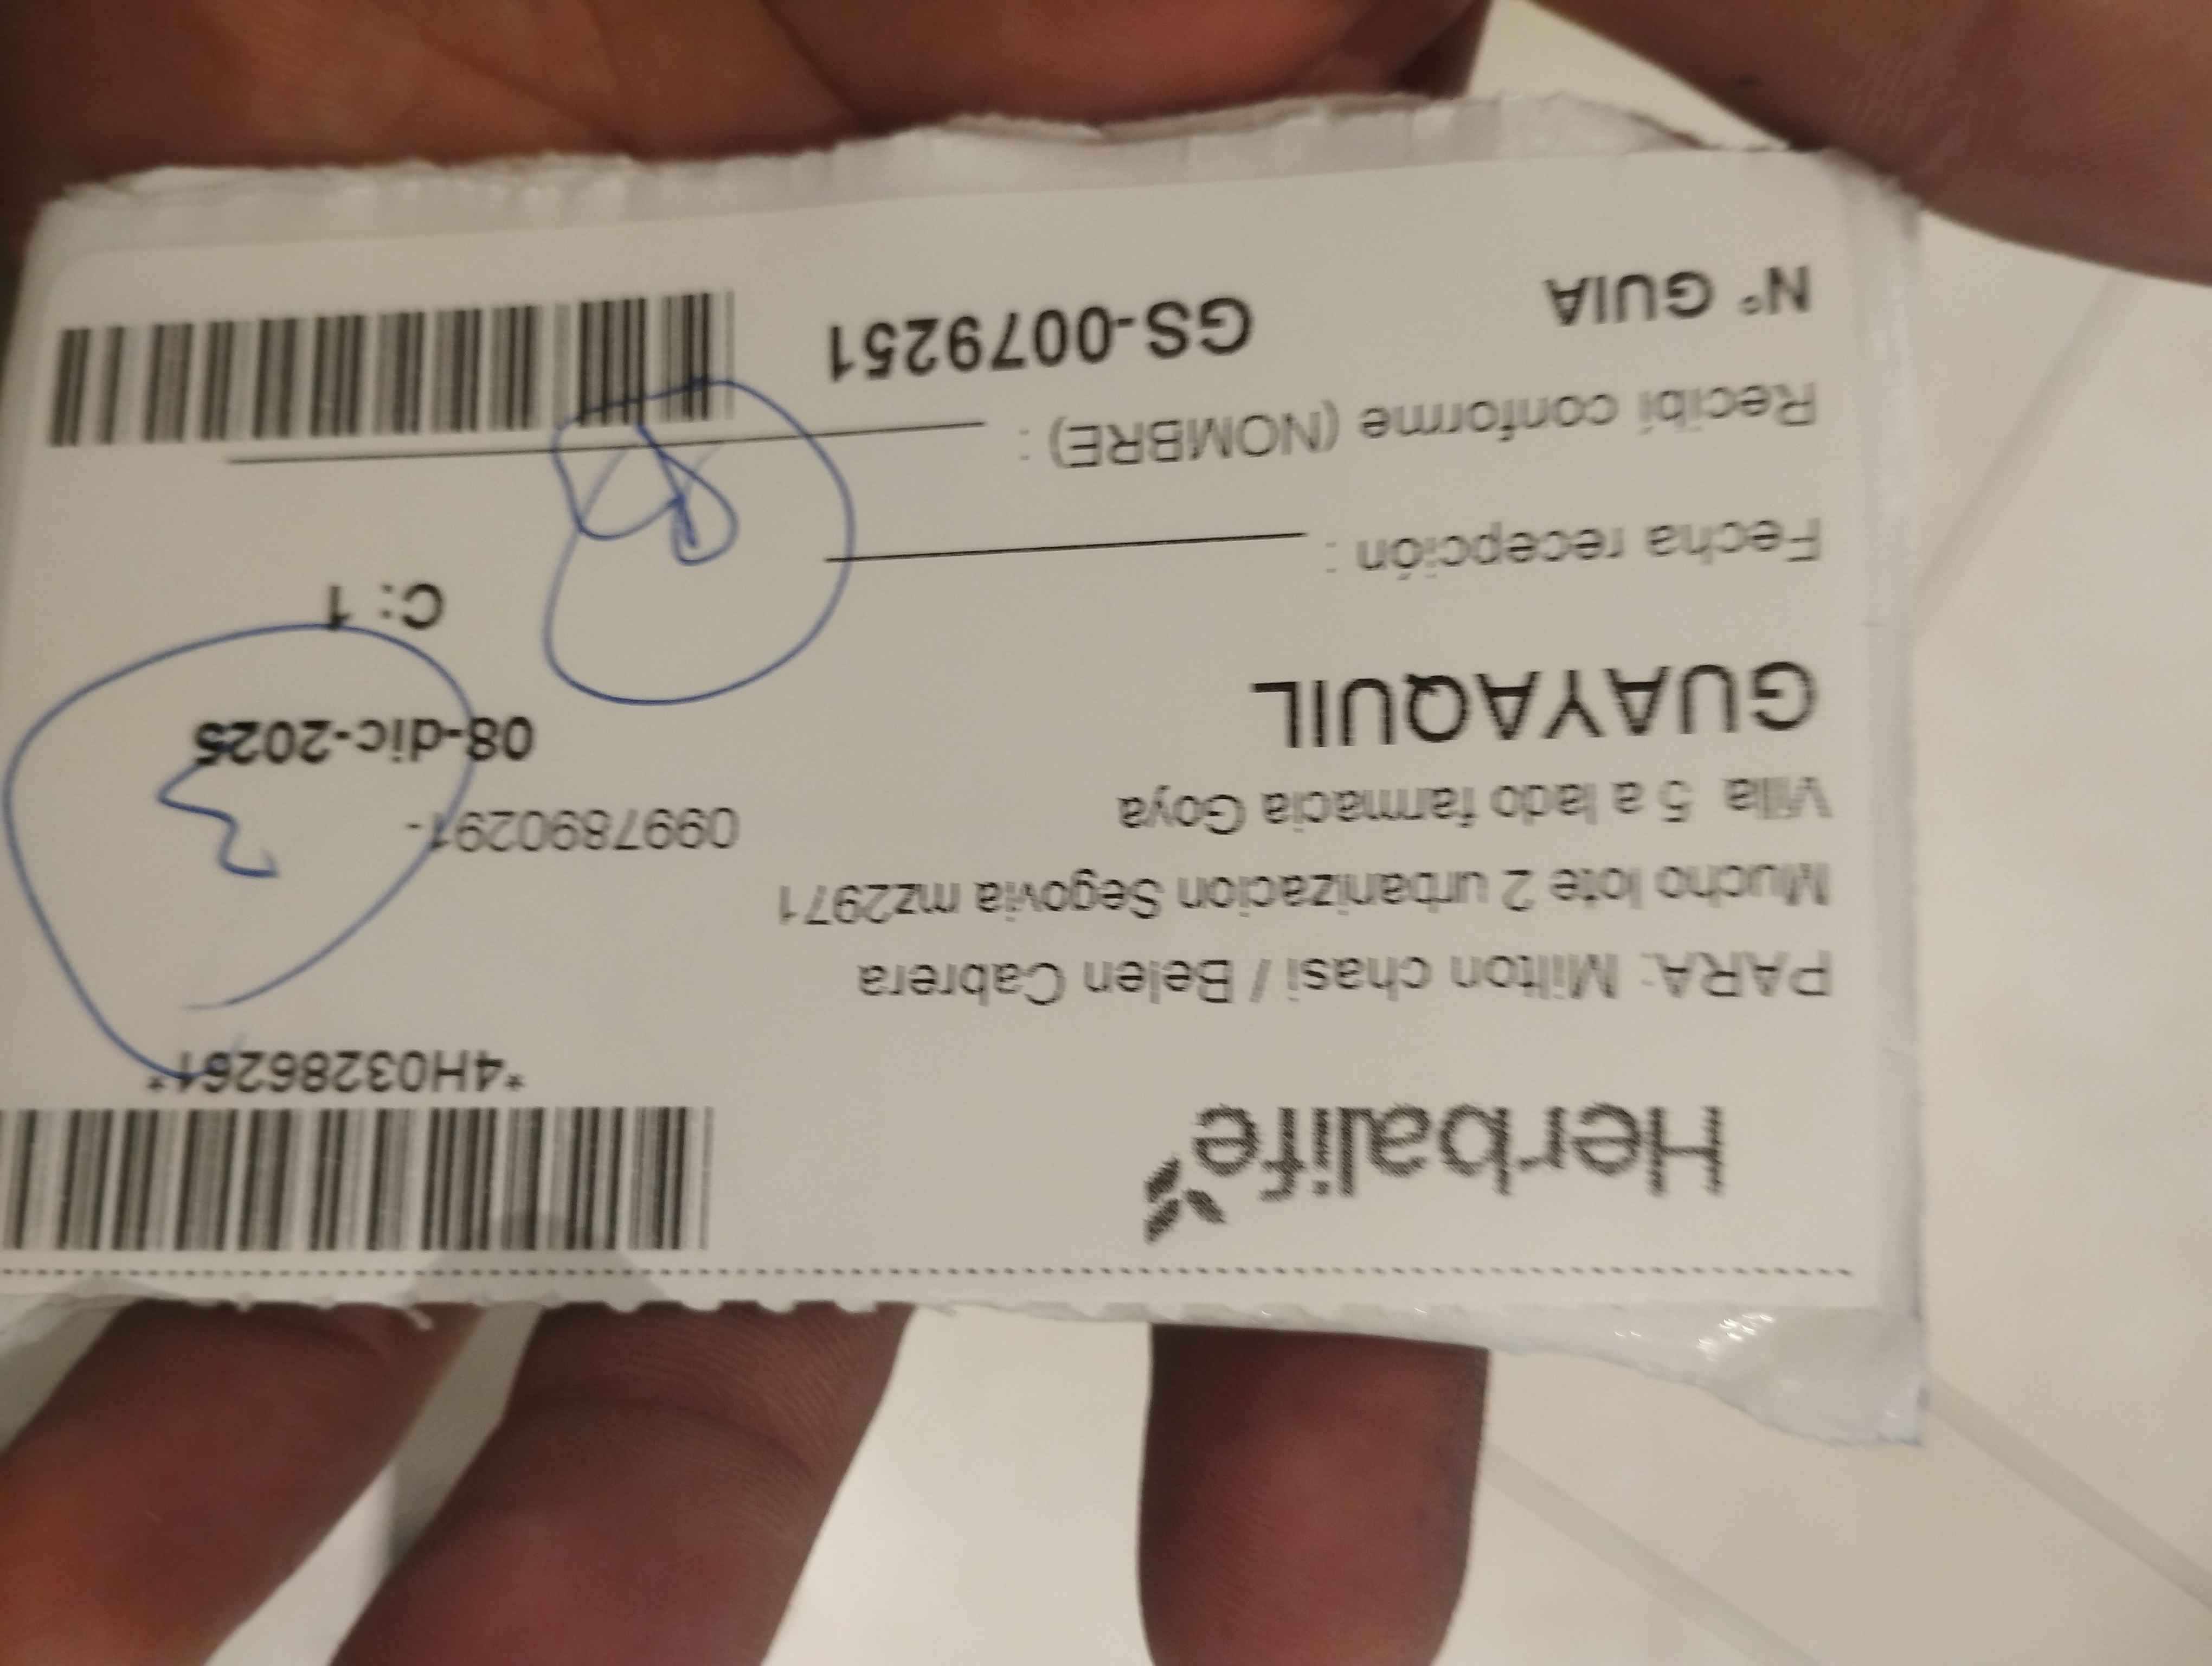 Herbalife
*4H03286261*
PARA: Milton chasi / Belen Cabrera
Mucho lote 2 urbanizacion Segovia mz2971
Villa 5 a lado farmacia Goya
0997890291-
GUAYAQUIL
08-dic-2025
2
C: 1
Fecha recepción :
Recibí conforme (NOMBRE) :
N° GUIA
GS-0079251